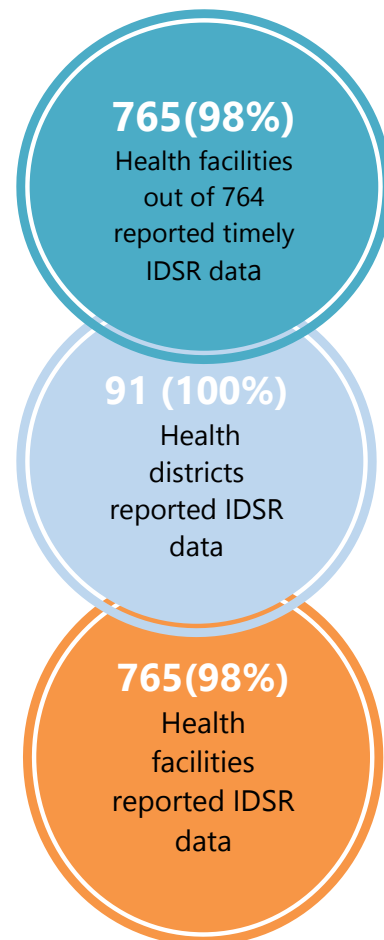 765(98%)
Health facilities
out of 764
reported timely
IDSR data
91 (100%)
Health
districts
reported IDSR
data
765(98%)
Health
facilities
reported IDSR
data